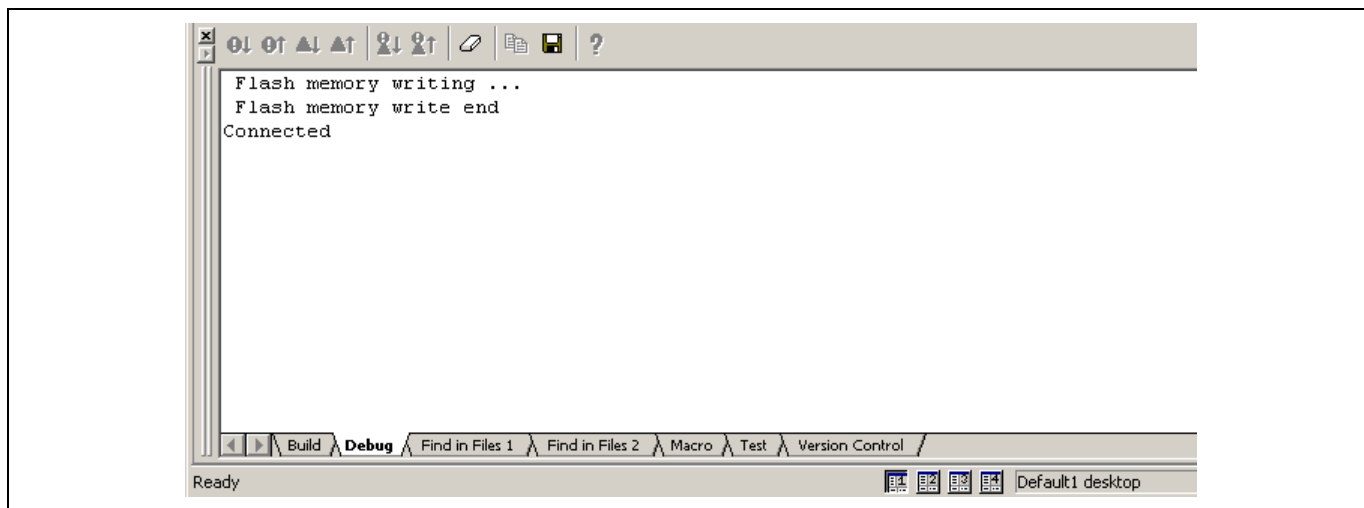 Flash memory writing ...
Flash memory write end
Connected
Build Debug Find in Files 1 Find in Files 2 Macro Test Version Control
Ready Default1 desktop